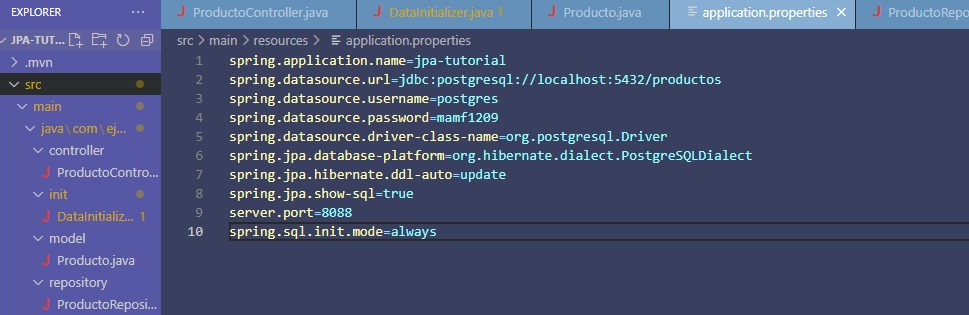 EXPLORER
ProductoController.java
DataInitializer.java 1
Producto.java
application.properties
ProductoRepo
JPA-TUT...
src > main > resources > application.properties
.mvn
src
main
java\com\ej...
controller
ProductoContro...
init
DataInitializ... 1
model
Producto.java
repository
ProductoReposi...
1 spring.application.name=jpa-tutorial
2 spring.datasource.url=jdbc:postgresql://localhost:5432/productos
3 spring.datasource.username=postgres
4 spring.datasource.password=mamf1209
5 spring.datasource.driver-class-name=org.postgresql.Driver
6 spring.jpa.database-platform=org.hibernate.dialect.PostgreSQLDialect
7 spring.jpa.hibernate.ddl-auto=update
8 spring.jpa.show-sql=true
9 server.port=8088
10 spring.sql.init.mode=always